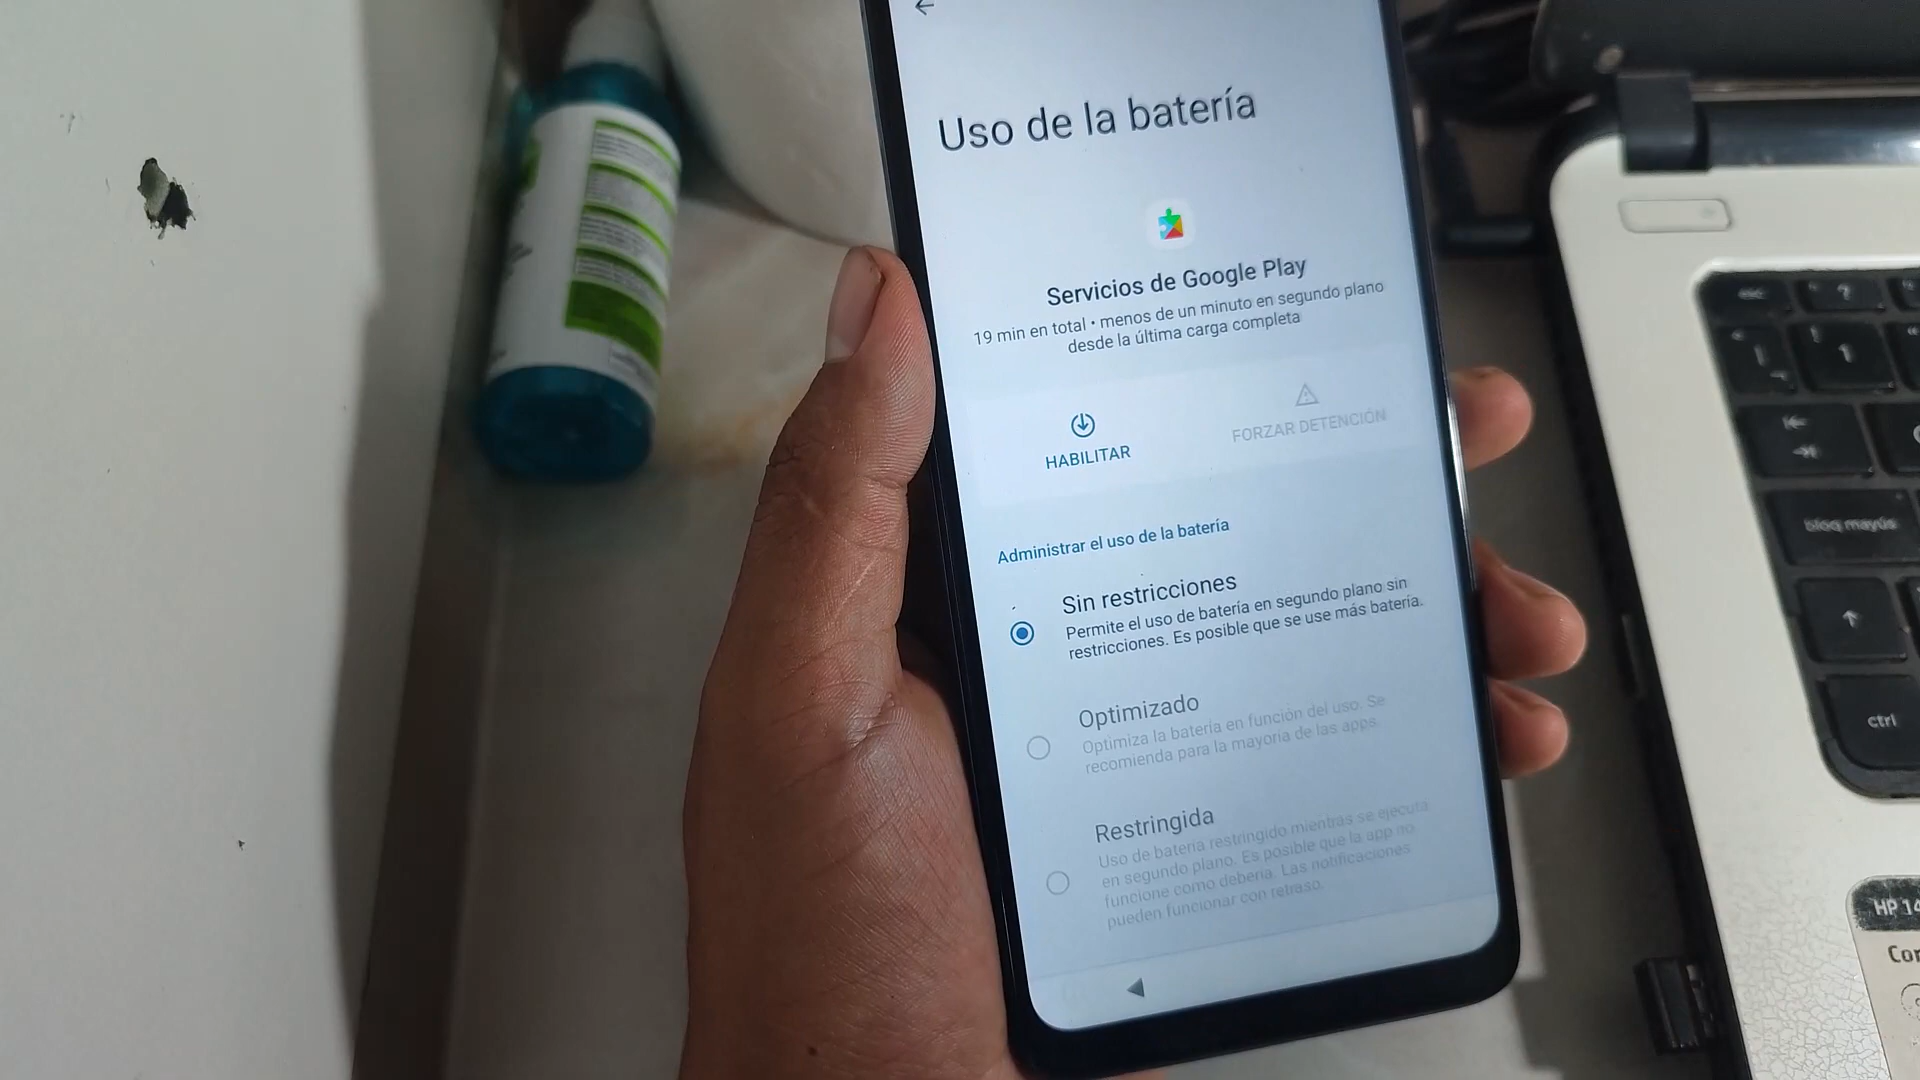 Uso de la batería
Servicios de Google Play
19 min en total • menos de un minuto en segundo plano
desde la última carga completa
HABILITAR
FORZAR DETENCIÓN
Administrar el uso de la batería
Sin restricciones
Permite el uso de batería en segundo plano sin
restricciones. Es posible que se use más batería.
Optimizado
Optimiza la batería en función del uso. Se
recomienda para la mayoría de las apps.
Restringida
Uso de batería restringido mientras se ejecuta
en segundo plano. Es posible que la app no
funcione como debería. Las notificaciones
pueden funcionar con retraso.
esc
?
!
1
bloq mayús
ctrl
HP 14